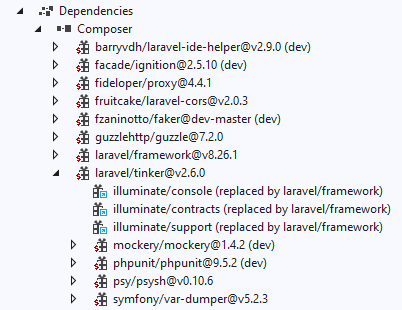 Dependencies
Composer
barryvdh/laravel-ide-helper@v2.9.0 (dev)
facade/ignition@2.5.10 (dev)
fideloper/proxy@4.4.1
fruitcake/laravel-cors@v2.0.3
fzaninotto/faker@dev-master (dev)
guzzlehttp/guzzle@7.2.0
laravel/framework@v8.26.1
laravel/tinker@v2.6.0
illuminate/console (replaced by laravel/framework)
illuminate/contracts (replaced by laravel/framework)
illuminate/support (replaced by laravel/framework)
mockery/mockery@1.4.2 (dev)
phpunit/phpunit@9.5.2 (dev)
psy/psysh@v0.10.6
symfony/var-dumper@v5.2.3